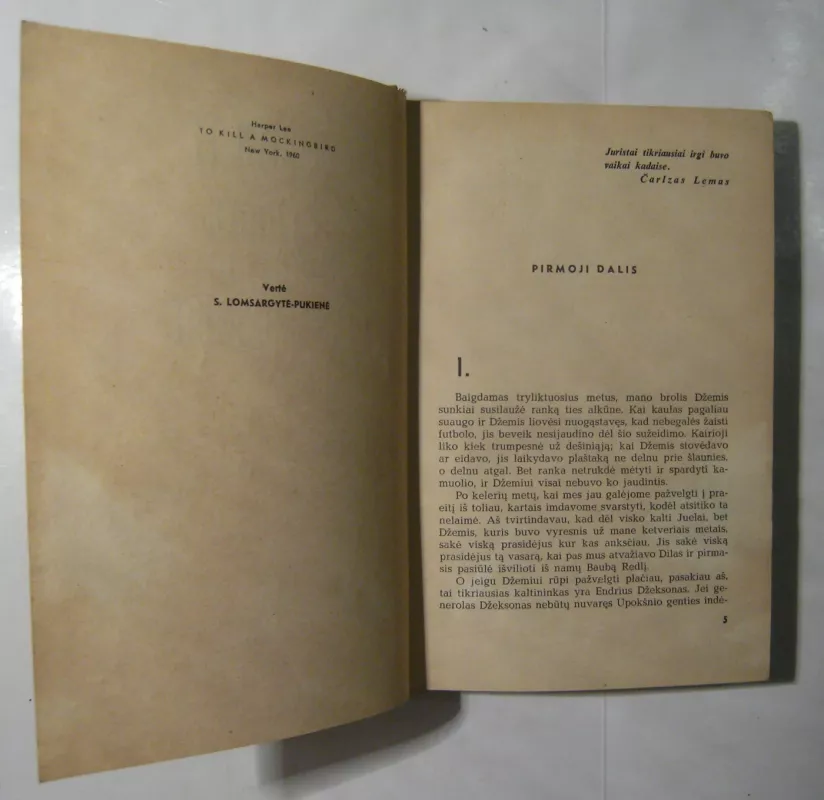 Harper Lee
TO KILL A MOCKINGBIRD
New York, 1960
Vertė
S. LOMSARGYTĖ-PUKIENĖ
Juristai tikriausiai irgi buvo
vaikai kadaise.
Čarlzas Lemas
PIRMOJI DALIS
I.
Baigdamas tryliktuosius metus, mano brolis Džemis
sunkiai susilaužė ranką ties alkūne. Kai kaulas pagaliau
suaugo ir Džemis liovėsi nuogąstavęs, kad nebegalės žaisti
futbolo, jis beveik nesijaudino dėl šio sužeidimo. Kairioji
liko kiek trumpesnė už dešiniąją; kai Džemis stovėdavo
ar eidavo, jis laikydavo plaštaką ne delnu prie šlaunies,
o delnu atgal. Bet ranka netrukdė mėtyti ir spardyti ka-
muolio, ir Džemiui visai nebuvo ko jaudintis.
Po kelerių metų, kai mes jau galėjome pažvelgti į pra-
eitį iš toliau, kartais imdavome svarstyti, kodėl atsitiko ta
nelaimė. Aš tvirtindavau, kad dėl visko kalti Juelai, bet
Džemis, kuris buvo vyresnis už mane ketveriais metais,
sakė viską prasidėjus kur kas anksčiau. Jis sakė viską
prasidėjus tą vasarą, kai pas mus atvažiavo Dilas ir pirma-
sis pasiūlė išvilioti iš namų Baubą Redlį.
O jeigu Džemiui rūpi pažvelgti plačiau, pasakiau aš,
tai tikriausias kaltininkas yra Endrius Džeksonas. Jei ge-
nerolas Džeksonas nebūtų nuvaręs Upokšnio genties indė-
5